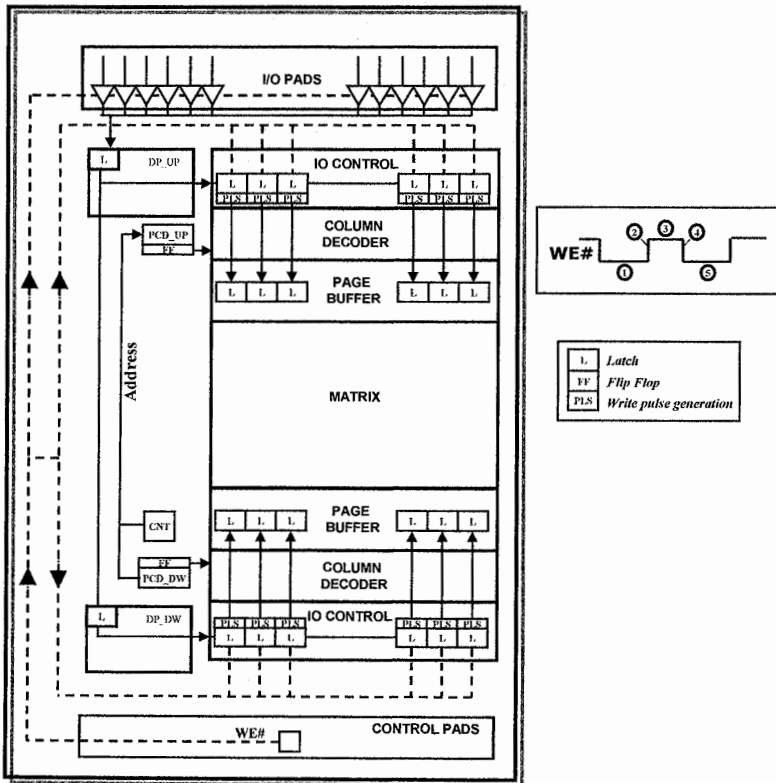 I/O PADS
L DP_UP
IO CONTROL
L L L L L L
PLS PLS PLS PLS PLS PLS
PCD_UP
FF
COLUMN
DECODER
PAGE
BUFFER
L L L L L L
Address
MATRIX
CNT
PAGE
BUFFER
L L L L L L
FF
PCD_DW
COLUMN
DECODER
L DP_DW
IO CONTROL
PLS PLS PLS PLS PLS PLS
L L L L L L
WE#
CONTROL PADS
WE# 1 2 3 4 5
L Latch
FF Flip Flop
PLS Write pulse generation